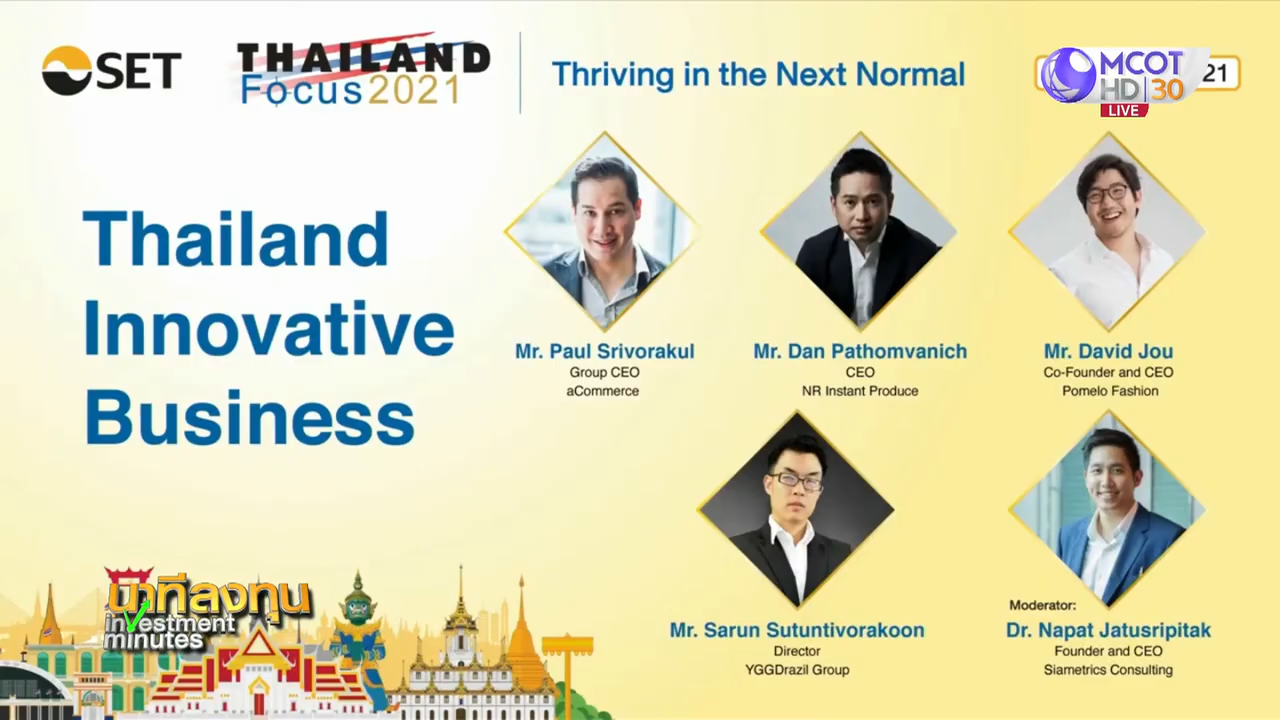 SET
THAILAND
Focus 2021
Thriving in the Next Normal
MCOT
HD 30
21
LIVE
Thailand
Innovative
Business
Mr. Paul Srivorakul
Group CEO
aCommerce
Mr. Dan Pathomvanich
CEO
NR Instant Produce
Mr. David Jou
Co-Founder and CEO
Pomelo Fashion
Mr. Sarun Sutuntivorakoon
Director
YGGDrazil Group
Moderator:
Dr. Napat Jatusripitak
Founder and CEO
Siametrics Consulting
นาทีลงทุน
investment
minutes